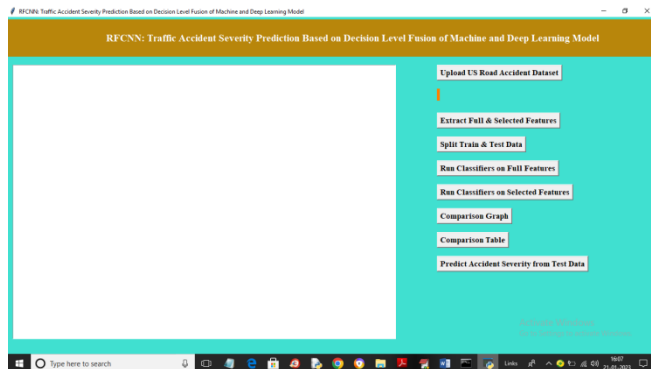 RFCNN: Traffic Accident Severity Prediction Based on Decision Level Fusion of Machine and Deep Learning Model
RFCNN: Traffic Accident Severity Prediction Based on Decision Level Fusion of Machine and Deep Learning Model
Upload US Road Accident Dataset
Extract Full & Selected Features
Split Train & Test Data
Run Classifiers on Full Features
Run Classifiers on Selected Features
Comparison Graph
Comparison Table
Predict Accident Severity from Test Data
Type here to search
Links
16:07
21-01-2023